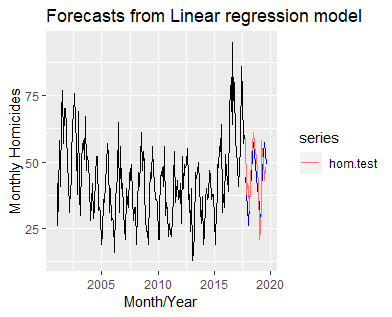 Forecasts from Linear regression model
Monthly Homicides
75
50
25
2005
2010
2015
2020
Month/Year
series
hom.test